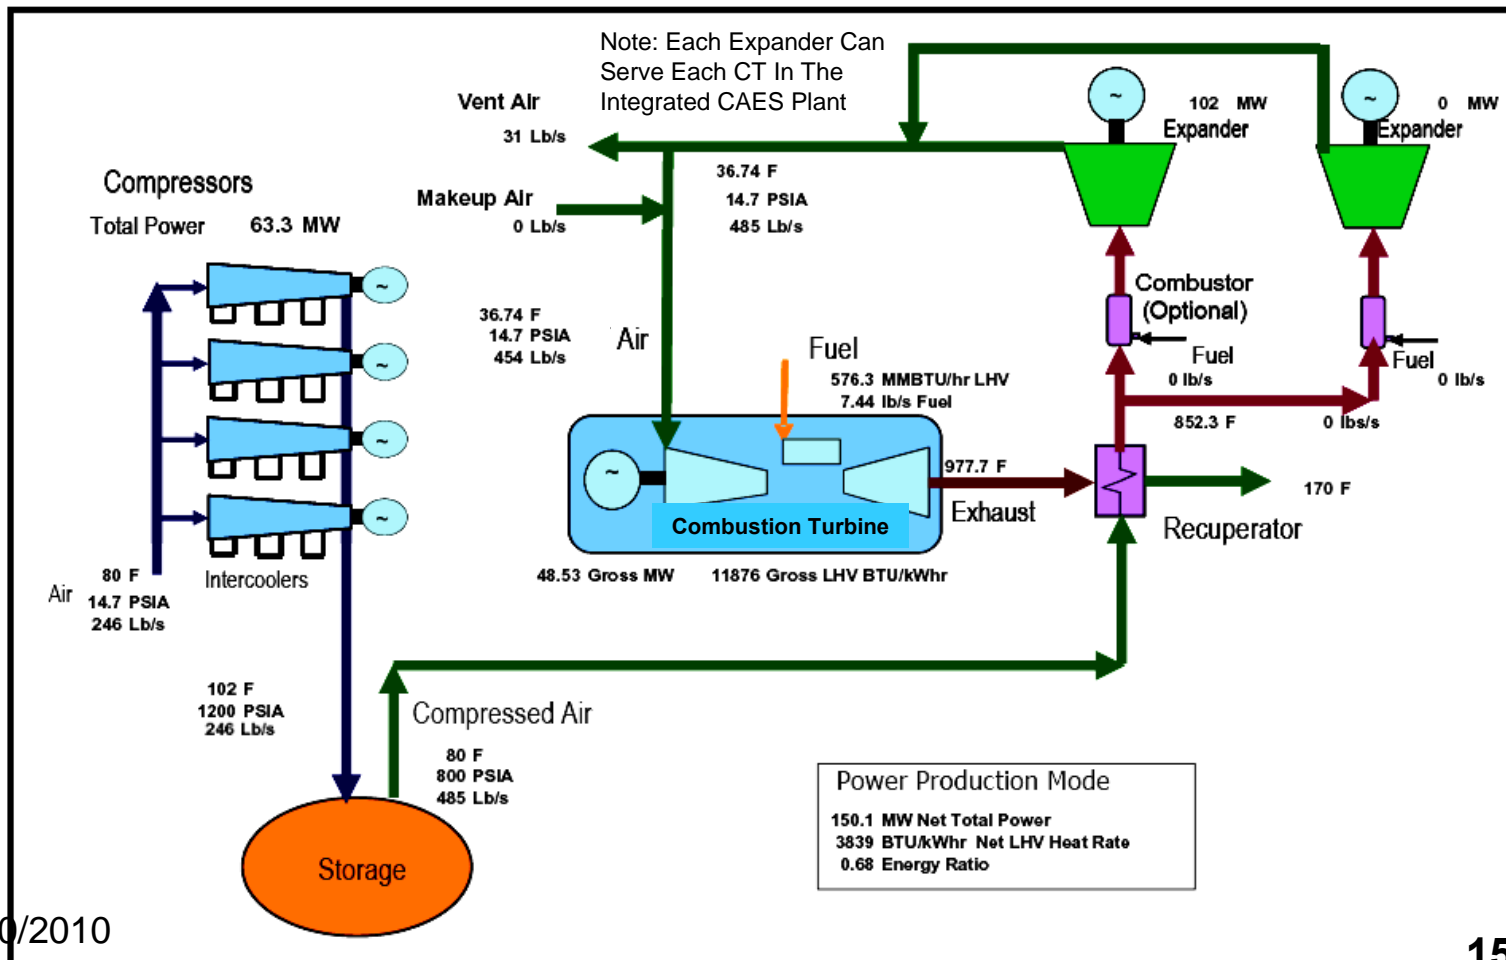 Note: Each Expander Can
Serve Each CT In The
Integrated CAES Plant
Vent Air
31 Lb/s
Makeup Air
0 Lb/s
36.74 F
14.7 PSIA
485 Lb/s
~
102 MW
Expander
~
0 MW
Expander
Compressors
Total Power 63.3 MW
~
~
~
~
Intercoolers
Air
80 F
14.7 PSIA
246 Lb/s
36.74 F
14.7 PSIA
454 Lb/s
Air
Fuel
576.3 MMBTU/hr LHV
7.44 lb/s Fuel
Combustor
(Optional)
Fuel
0 lb/s
Fuel
0 lb/s
852.3 F
0 lbs/s
~
Combustion Turbine
977.7 F
Exhaust
170 F
Recuperator
48.53 Gross MW
11876 Gross LHV BTU/kWhr
102 F
1200 PSIA
246 Lb/s
Compressed Air
80 F
800 PSIA
485 Lb/s
Storage
Power Production Mode
150.1 MW Net Total Power
3839 BTU/kWhr Net LHV Heat Rate
0.68 Energy Ratio
0/2010
15